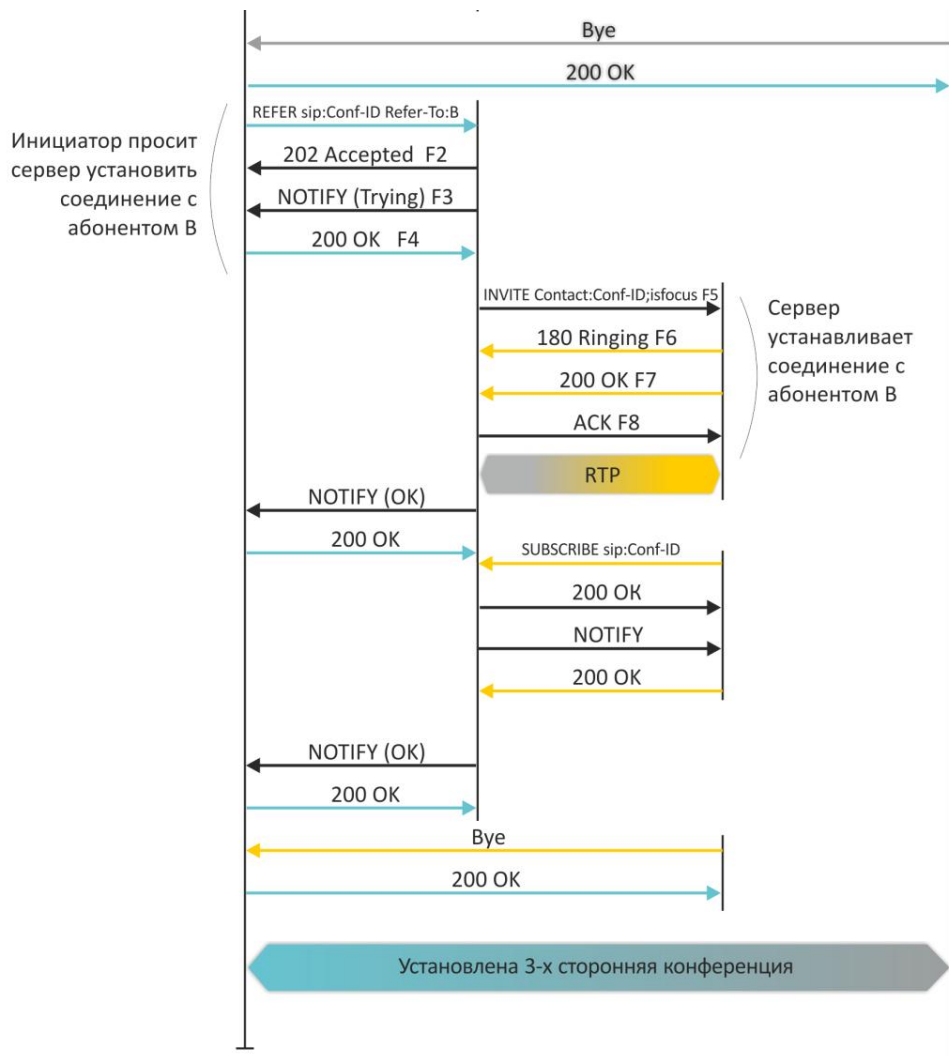 Bye
200 OK
REFER sip:Conf-ID Refer-To:B
Инициатор просит
сервер установить
соединение с
абонентом В
202 Accepted F2
NOTIFY (Trying) F3
200 OK F4
INVITE Contact:Conf-ID;isfocus F5
180 Ringing F6
200 OK F7
ACK F8
Сервер
устанавливает
соединение с
абонентом В
RTP
NOTIFY (OK)
200 OK
SUBSCRIBE sip:Conf-ID
200 OK
NOTIFY
200 OK
NOTIFY (OK)
200 OK
Bye
200 OK
Установлена 3-х сторонняя конференция